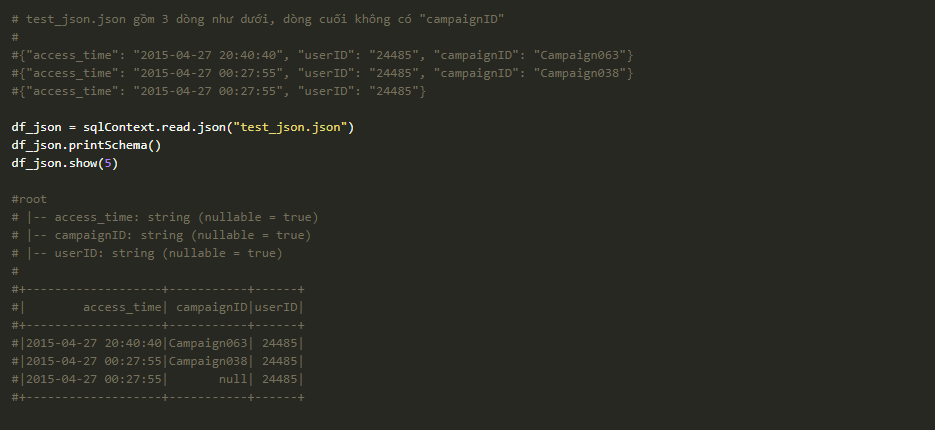 # test_json.json gồm 3 dòng như dưới, dòng cuối không có "campaignID"
#
#{"access_time": "2015-04-27 20:40:40", "userID": "24485", "campaignID": "Campaign063"}
#{"access_time": "2015-04-27 00:27:55", "userID": "24485", "campaignID": "Campaign038"}
#{"access_time": "2015-04-27 00:27:55", "userID": "24485"}
df_json = sqlContext.read.json("test_json.json")
df_json.printSchema()
df_json.show(5)
#root
# |-- access_time: string (nullable = true)
# |-- campaignID: string (nullable = true)
# |-- userID: string (nullable = true)
#
#+-------------------+-----------+------+
#|        access_time| campaignID|userID|
#+-------------------+-----------+------+
#|2015-04-27 20:40:40|Campaign063| 24485|
#|2015-04-27 00:27:55|Campaign038| 24485|
#|2015-04-27 00:27:55|       null| 24485|
#+-------------------+-----------+------+